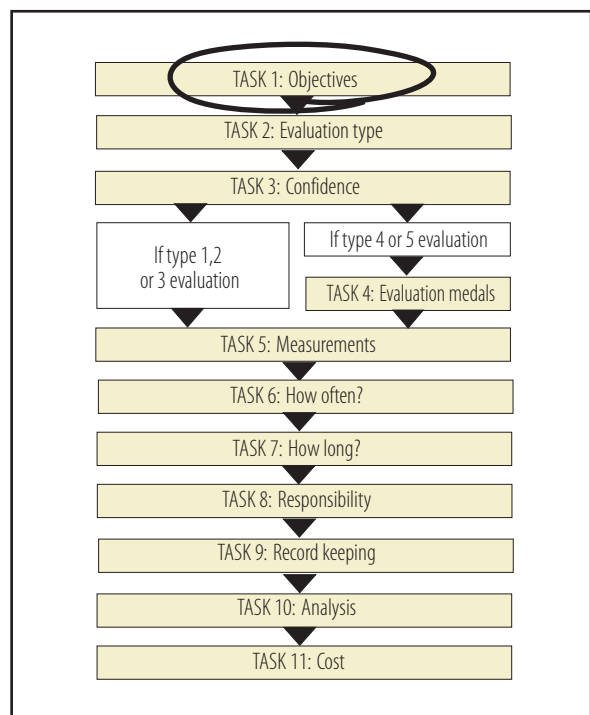 TASK 1: Objectives
TASK 2: Evaluation type
TASK 3: Confidence
If type 1,2
or 3 evaluation
If type 4 or 5 evaluation
TASK 4: Evaluation medals
TASK 5: Measurements
TASK 6: How often?
TASK 7: How long?
TASK 8: Responsibility
TASK 9: Record keeping
TASK 10: Analysis
TASK 11: Cost